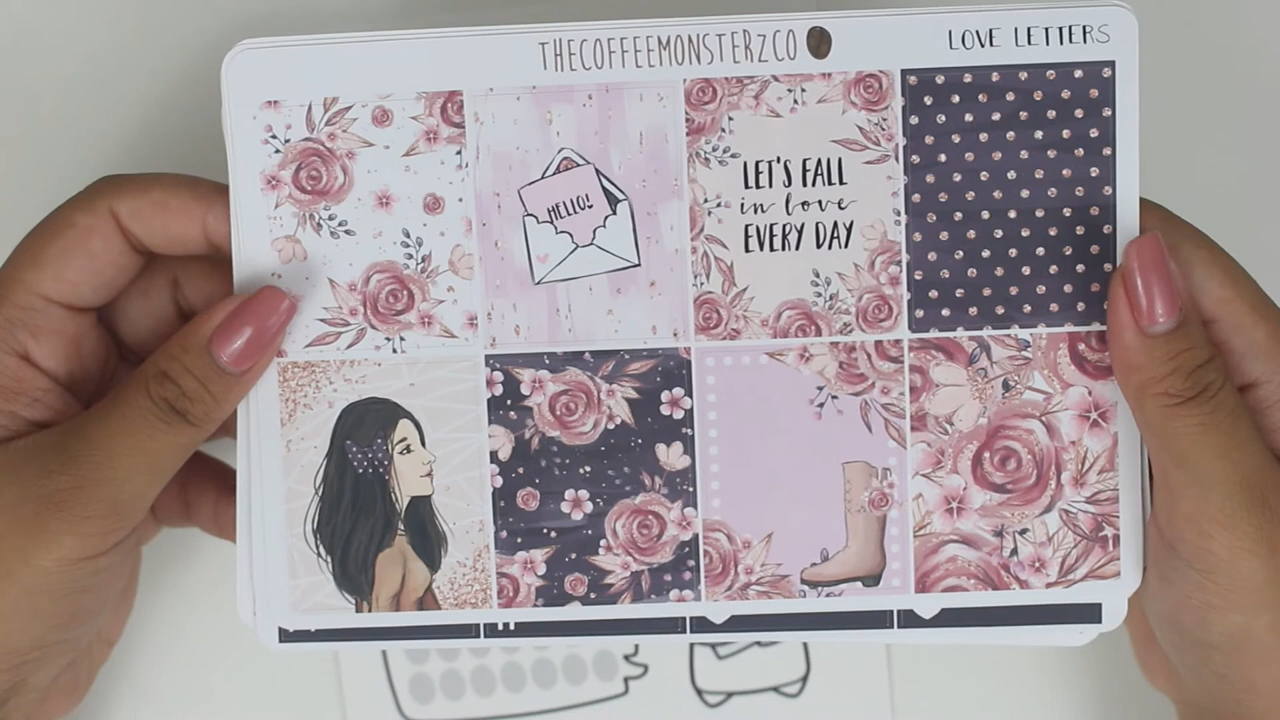 THECOFFEEMONSTERZCO
LOVE LETTERS
HELLO!
LET'S FALL
in love
EVERY DAY